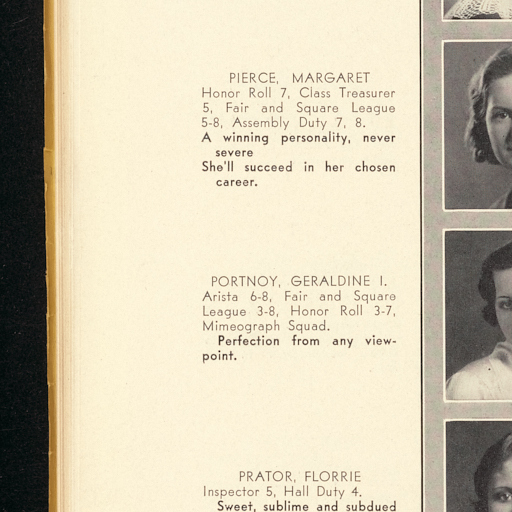 PIERCE, MARGARET
Honor Roll 7, Class Treasurer
5, Fair and Square League
5-8, Assembly Duty 7, 8.
A winning personality, never
severe
She'll succeed in her chosen
career.
PORTNOY, GERALDINE I.
Arista 6-8, Fair and Square
League 3-8, Honor Roll 3-7,
Mimeograph Squad.
Perfection from any view-
point.
PRATOR, FLORRIE
Inspector 5, Hall Duty 4.
Sweet, sublime and subdued